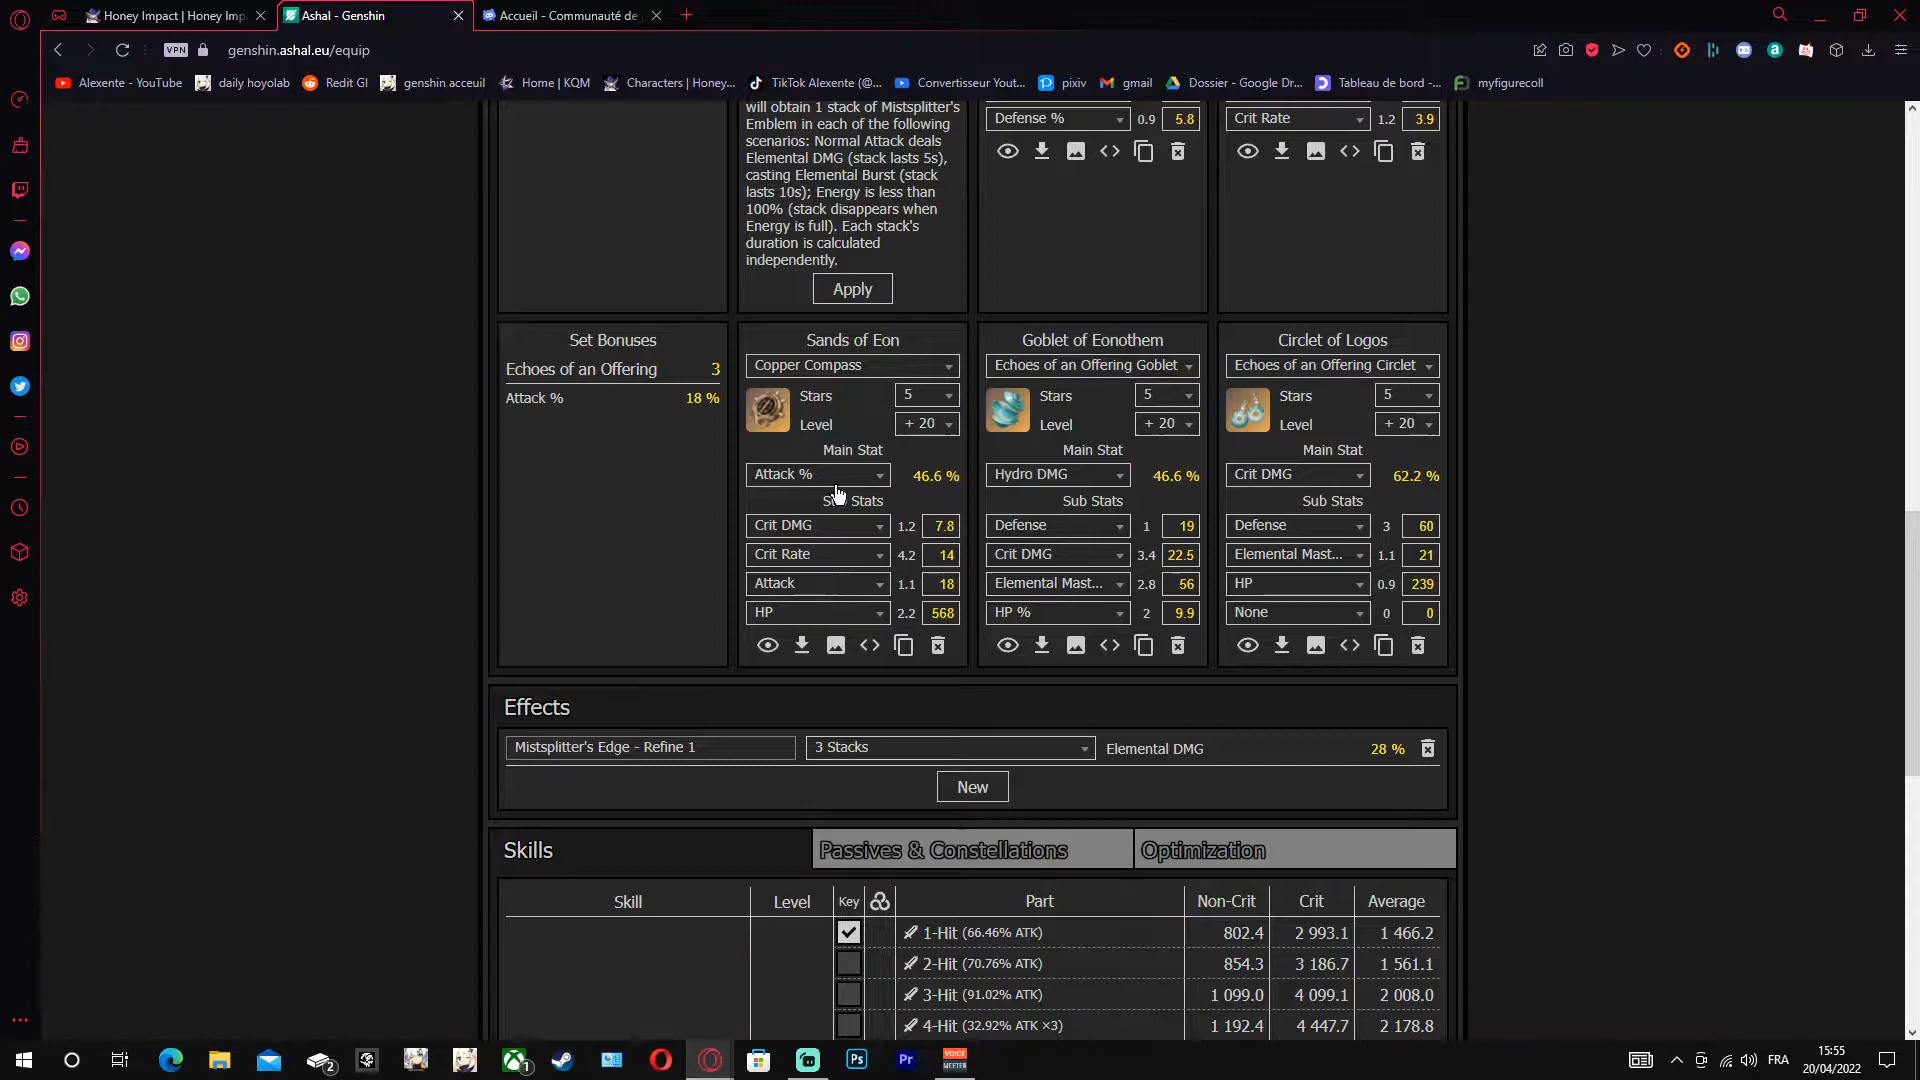 Honey Impact | Honey Imp
Ashal - Genshin
Accueil - Communauté de
VPN
genshin.ashal.eu/equip
Alexente - YouTube
daily hoyolab
Redit GI
genshin acceuil
Home | KQM
Characters | Honey...
TikTok Alexente (@...
Convertisseur Yout...
pixiv
gmail
Dossier - Google Dr...
Tableau de bord -...
myfigurecoll
will obtain 1 stack of Mistsplitter's
Emblem in each of the following
scenarios: Normal Attack deals
Elemental DMG (stack lasts 5s),
casting Elemental Burst (stack
lasts 10s); Energy is less than
100% (stack disappears when
Energy is full). Each stack's
duration is calculated
independently.
Apply
Defense % 0.9 5.8
Crit Rate 1.2 3.9
Set Bonuses
Echoes of an Offering 3
Attack % 18 %
Sands of Eon
Copper Compass
Stars 5
Level + 20
Main Stat
Attack % 46.6 %
Stats
Crit DMG 1.2 7.8
Crit Rate 4.2 14
Attack 1.1 18
HP 2.2 568
Goblet of Eonothem
Echoes of an Offering Goblet
Stars 5
Level + 20
Main Stat
Hydro DMG 46.6 %
Sub Stats
Defense 1 19
Crit DMG 3.4 22.5
Elemental Mast... 2.8 56
HP % 2 9.9
Circlet of Logos
Echoes of an Offering Circlet
Stars 5
Level + 20
Main Stat
Crit DMG 62.2 %
Sub Stats
Defense 3 60
Elemental Mast... 1.1 21
HP 0.9 239
None 0 0
Effects
Mistsplitter's Edge - Refine 1
3 Stacks
Elemental DMG 28 %
New
Skills
Passives & Constellations
Optimization
Skill Level Key Part Non-Crit Crit Average
1-Hit (66.46% ATK) 802.4 2 993.1 1 466.2
2-Hit (70.76% ATK) 854.3 3 186.7 1 561.1
3-Hit (91.02% ATK) 1 099.0 4 099.1 2 008.0
4-Hit (32.92% ATK ×3) 1 192.4 4 447.7 2 178.8
2
1
Ps
Pr
VOICE
MEETER
FRA
15:55
20/04/2022